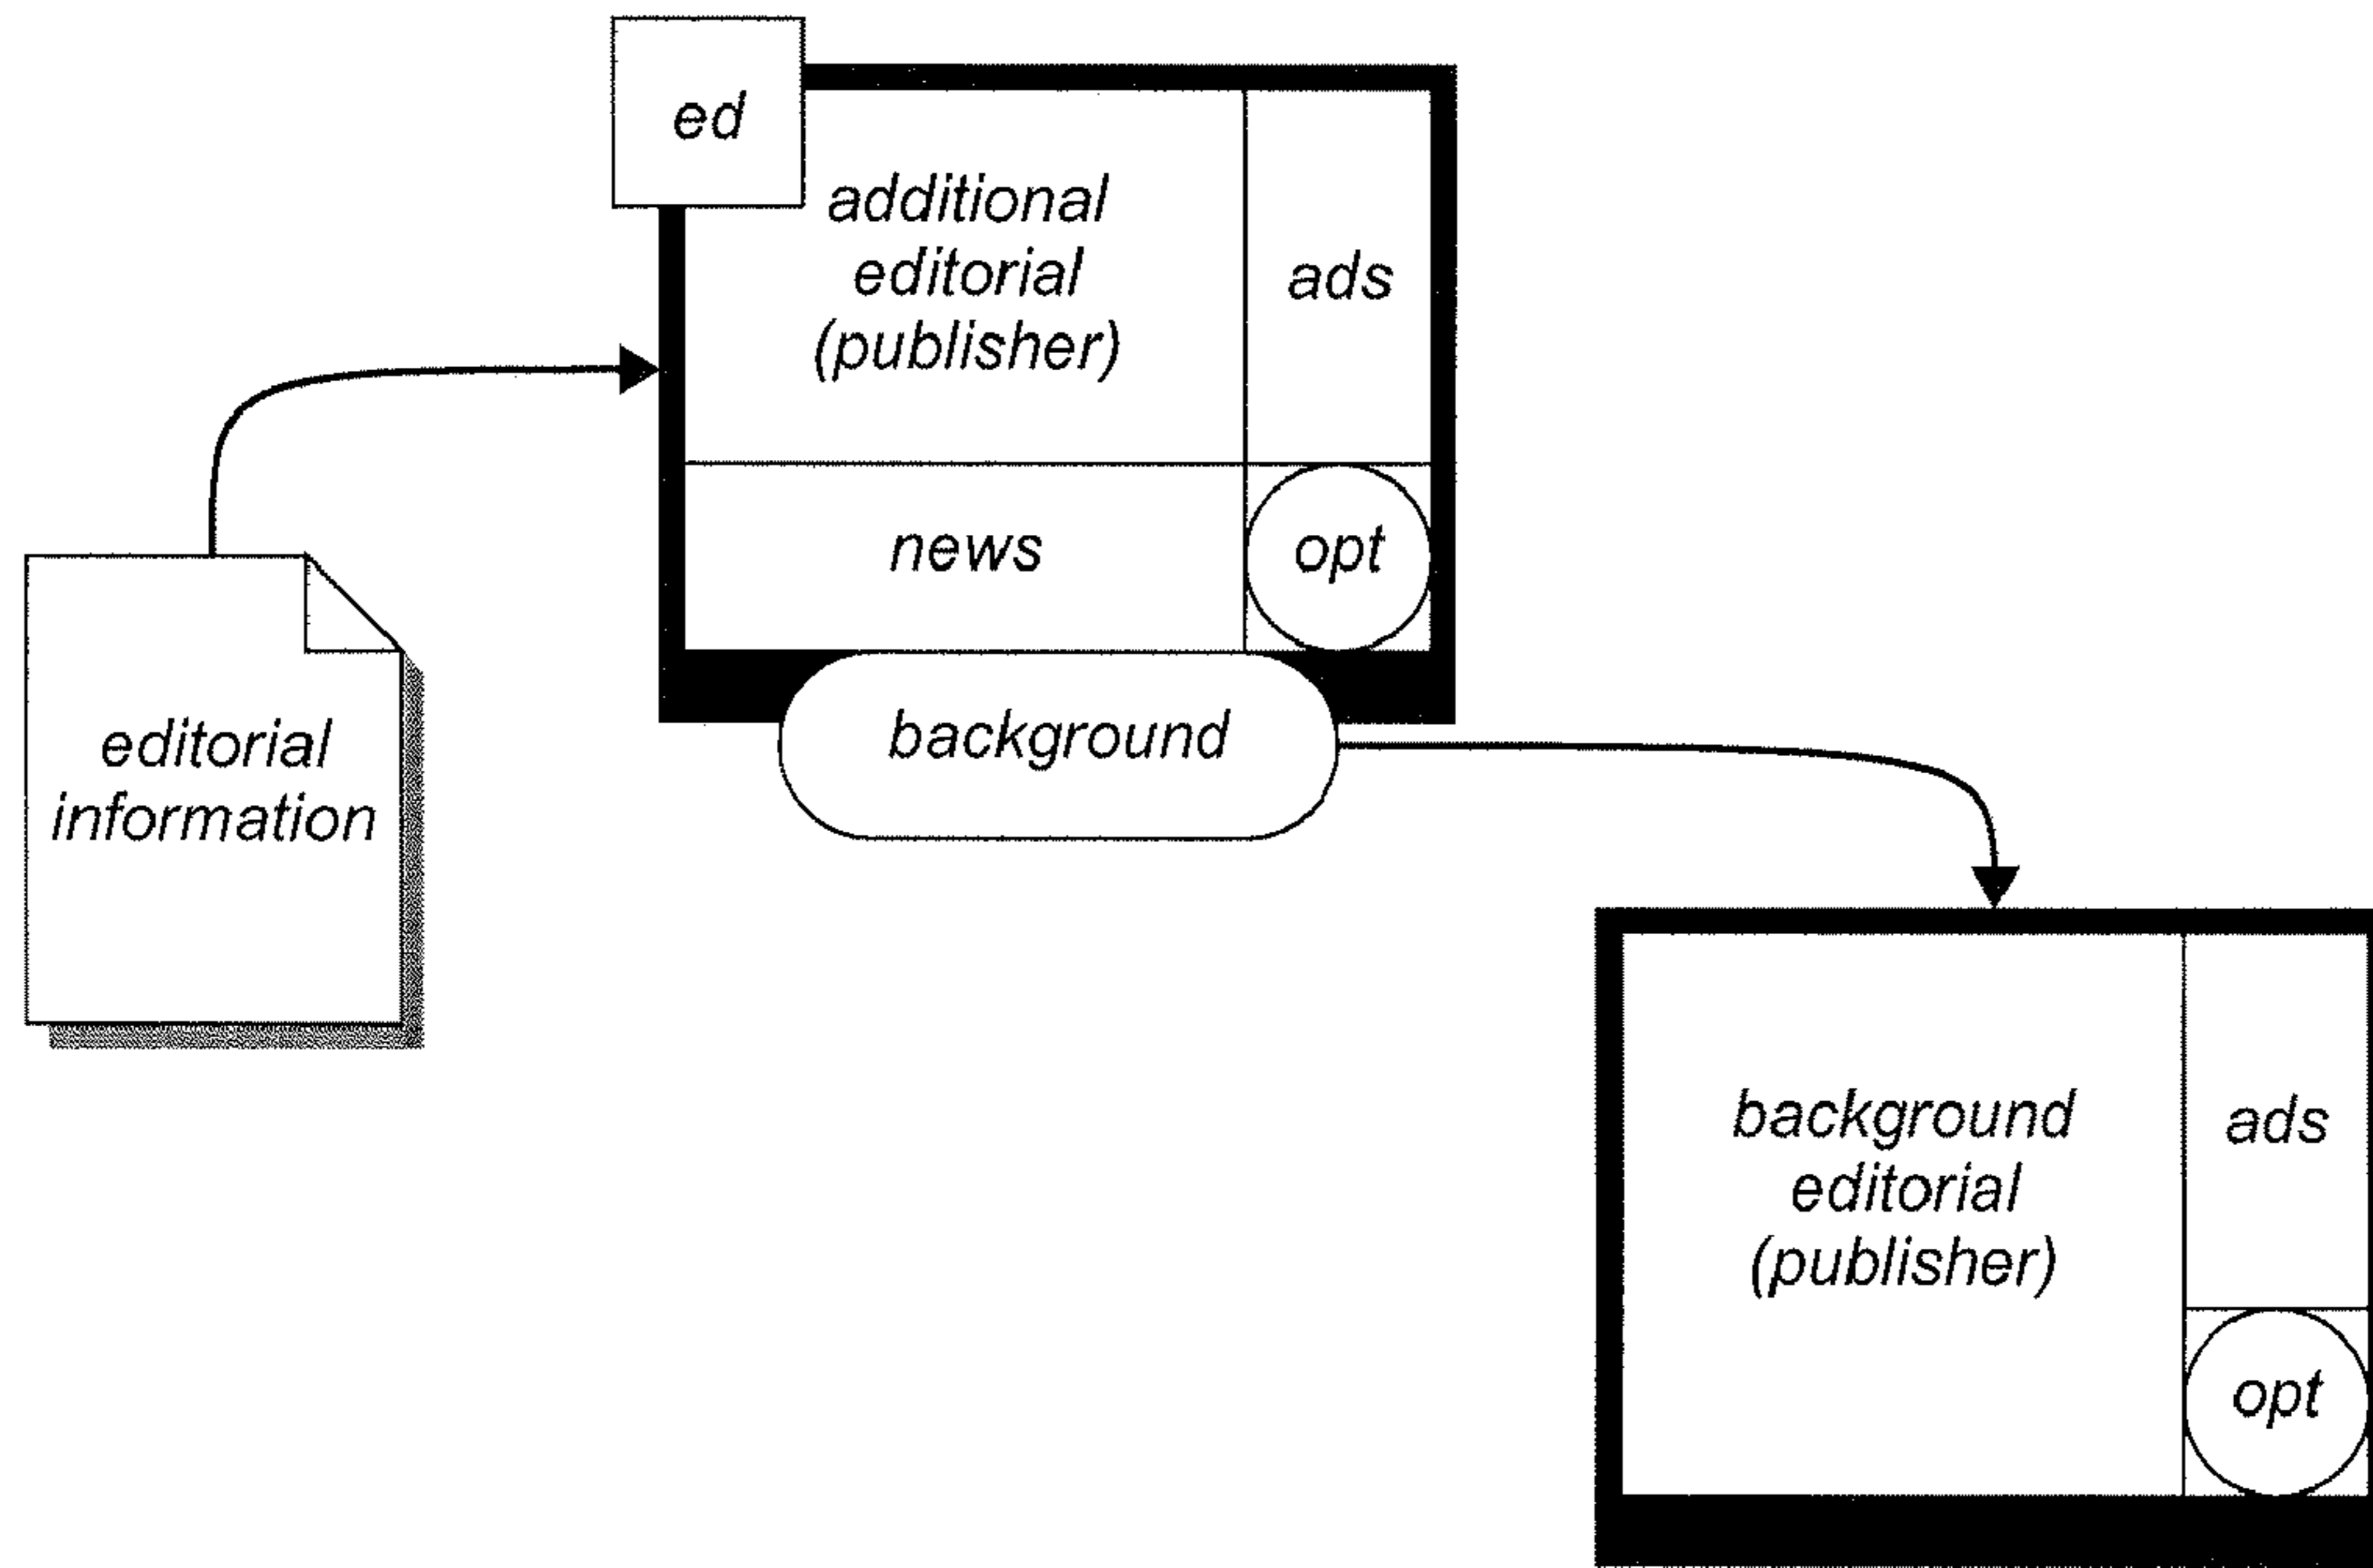 ed
additional
editorial
(publisher)
ads
news
opt
background
editorial
information
background
editorial
(publisher)
ads
opt